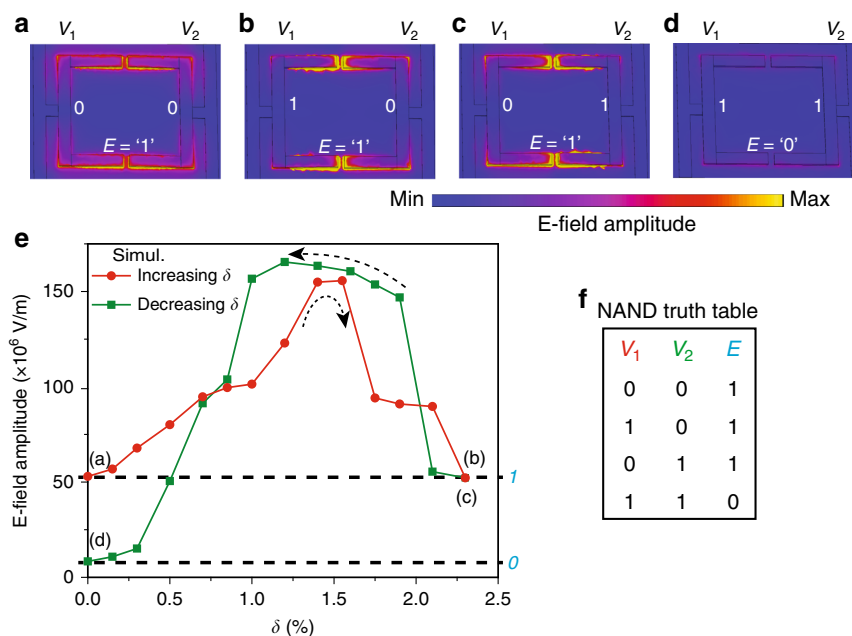 a b c d
V1 V2 V1 V2 V1 V2 V1 V2
0 0 1 0 0 1 1 1
E = ‘1’ E = ‘1’ E = ‘1’ E = ‘0’
Min Max
E-field amplitude
e
Simul.
Increasing δ
Decreasing δ
E-field amplitude (×10⁶ V/m)
150
100
50
0
(a)
(b)
(c)
(d)
1
0
0.0 0.5 1.0 1.5 2.0 2.5
δ (%)
f
NAND truth table
V1 V2 E
0 0 1
1 0 1
0 1 1
1 1 0